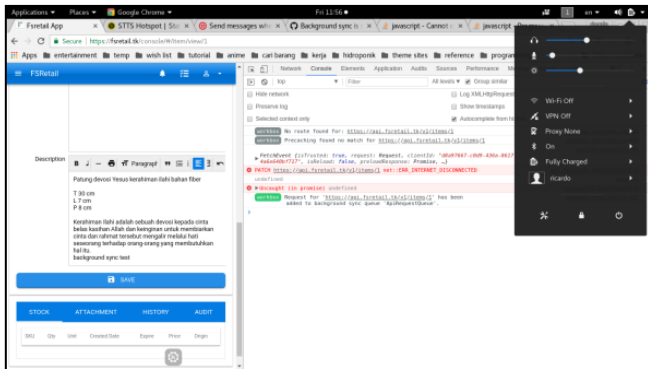 Applications ▾ Places ▾ Google Chrome ▾ Fri 11:56 en ▾
Fsretail App × STTS Hotspot | Sta × Send messages whe × Background sync is × javascript - Cannot × javascript
Secure | https://fsretail.tk/console/#/item/view/1
Apps entertainment temp wish list tutorial anime cari barang kerja hidroponik theme sites reference program
FSRetail
Network Console Elements Application Audits Sources Performance
top ▾ Filter All levels ▾ Group similar
Hide network
Log XMLHttpRequest
Preserve log
Show timestamps
Selected context only
Autocomplete from hi
workbox No route found for: https://api.fsretail.tk/v1/items/1
workbox Precaching found no match for https://api.fsretail.tk/v1/items/1
PATCH https://api.fsretail.tk/v1/items/1 net::ERR_INTERNET_DISCONNECTED
undefined
Uncaught (in promise) undefined
workbox Request for 'https://api.fsretail.tk/v1/items/1' has been
added to background sync queue 'ApiRequestQueue'.
Description
Paragraf
Patung devosi Yesus kerahiman ilahi bahan fiber
T 30 cm
L 7 cm
P 8 cm
Kerahiman Ilahi adalah sebuah devosi kepada cinta
belas kasihan Allah dan keinginan untuk membiarkan
cinta dan rahmat tersebut mengalir melalui hati
seseorang terhadap orang-orang yang membutuhkan
hal itu.
background sync test
SAVE
STOCK ATTACHMENT HISTORY AUDIT
SKU Qty Unit Created Date Expire Price Origin
Wi-Fi Off
VPN Off
Proxy None
On
Fully Charged
ricardo